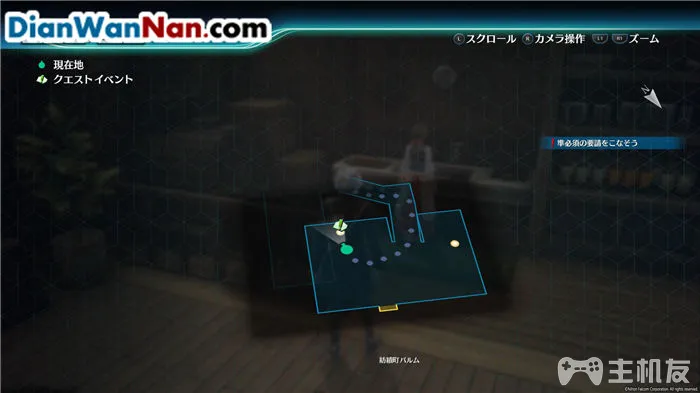 DianWanNan.com
Ⓛスクロール Ⓡカメラ操作 L1 R1 ズーム
現在地
クエストイベント
N
!準必須の要請をこなそう
紡績町パルム
主机友
©Nihon Falcom Corporation. All rights reserved.